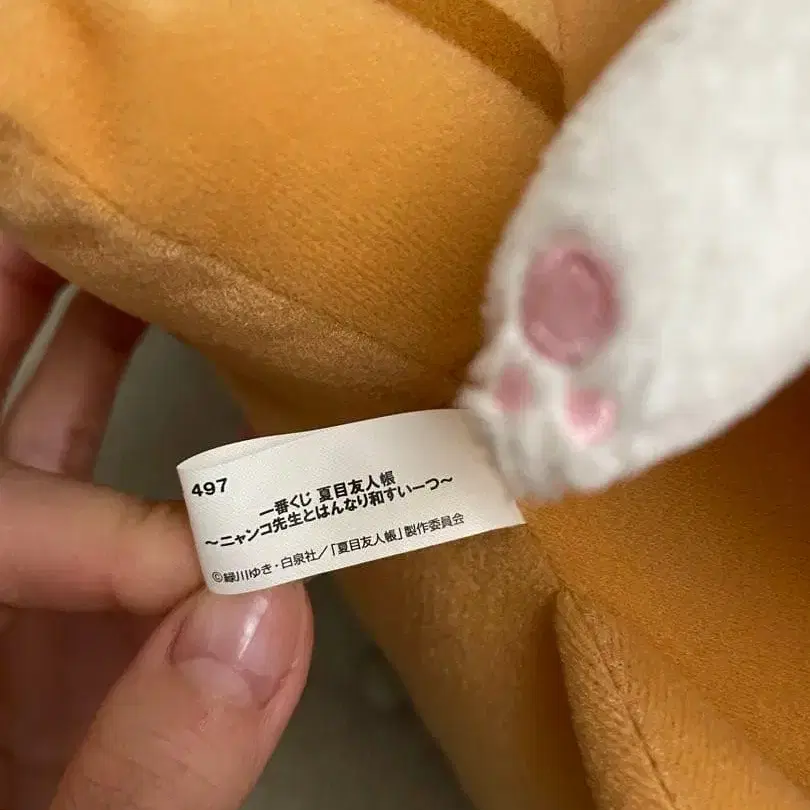 497
一番くじ 夏目友人帳
～ニャンコ先生とはんなり和すいーつ～
©緑川ゆき・白泉社／「夏目友人帳」製作委員会